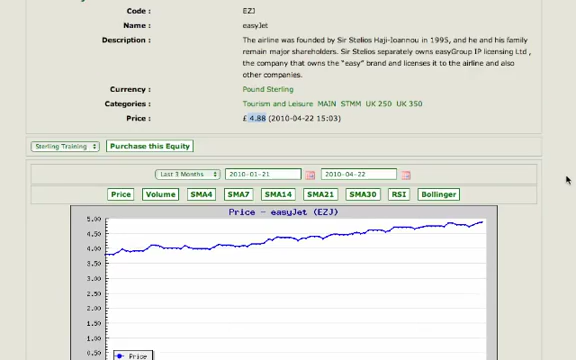 Code : EZJ
Name : easyJet
Description : The airline was founded by Sir Stelios Haji-Ioannou in 1995, and he and his family
remain major shareholders. Sir Stelios separately owns easyGroup IP licensing Ltd ,
the company that owns the "easy" brand and licenses it to the airline and also
other companies.
Currency : Pound Sterling
Categories : Tourism and Leisure MAIN STMM UK 250 UK 350
Price : £ 4.88 (2010-04-22 15:03)
Sterling Training Purchase this Equity
Last 3 Months 2010-01-21 2010-04-22
Price Volume SMA4 SMA7 SMA14 SMA21 SMA30 RSI Bollinger
Price - easyJet (EZJ)
5.00
4.50
4.00
3.50
3.00
2.50
2.00
1.50
1.00
0.50
Price